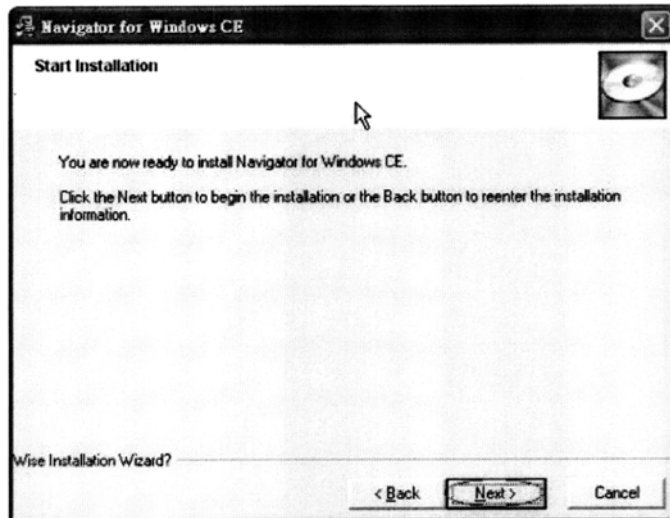 Navigator for Windows CE
Start Installation
You are now ready to install Navigator for Windows CE.
Click the Next button to begin the installation or the Back button to reenter the installation
information.
Wise Installation Wizard?
< Back
Next >
Cancel